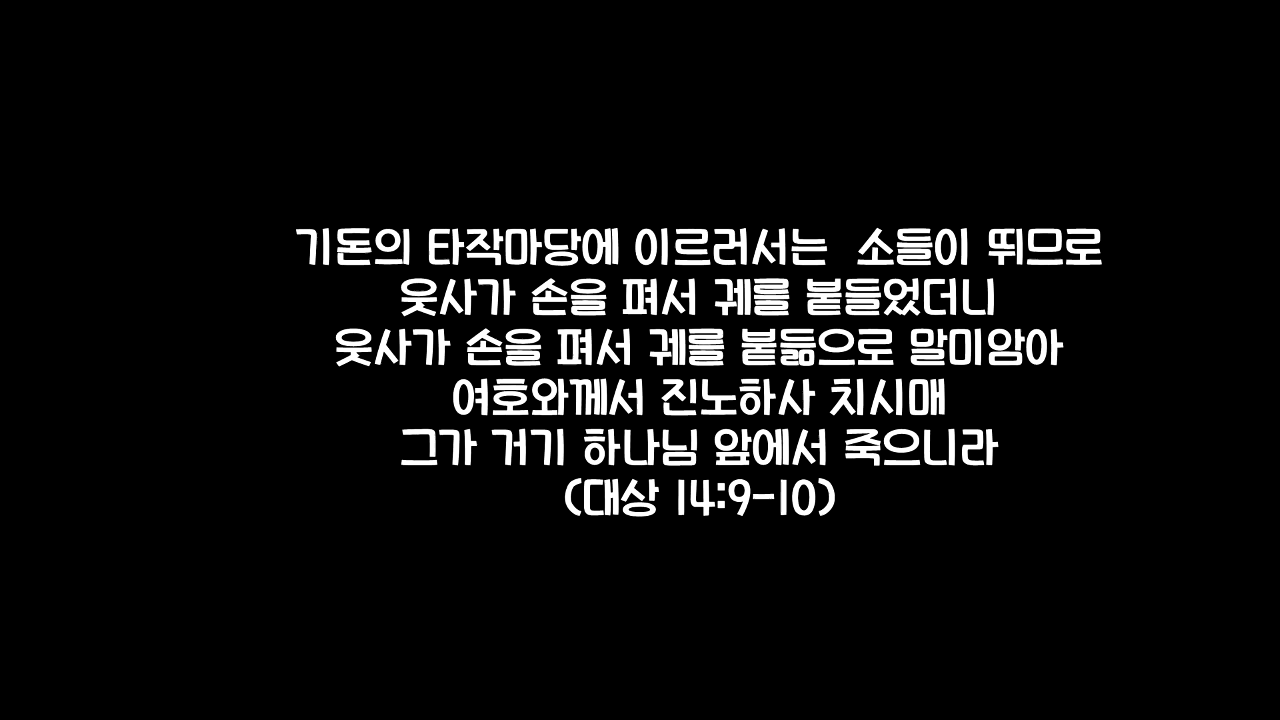 기돈의 타작마당에 이르러서는  소들이 뛰므로
웃사가 손을 펴서 궤를 붙들었더니
웃사가 손을 펴서 궤를 붙듦으로 말미암아
여호와께서 진노하사 치시매
그가 거기 하나님 앞에서 죽으니라
(대상 14:9-10)